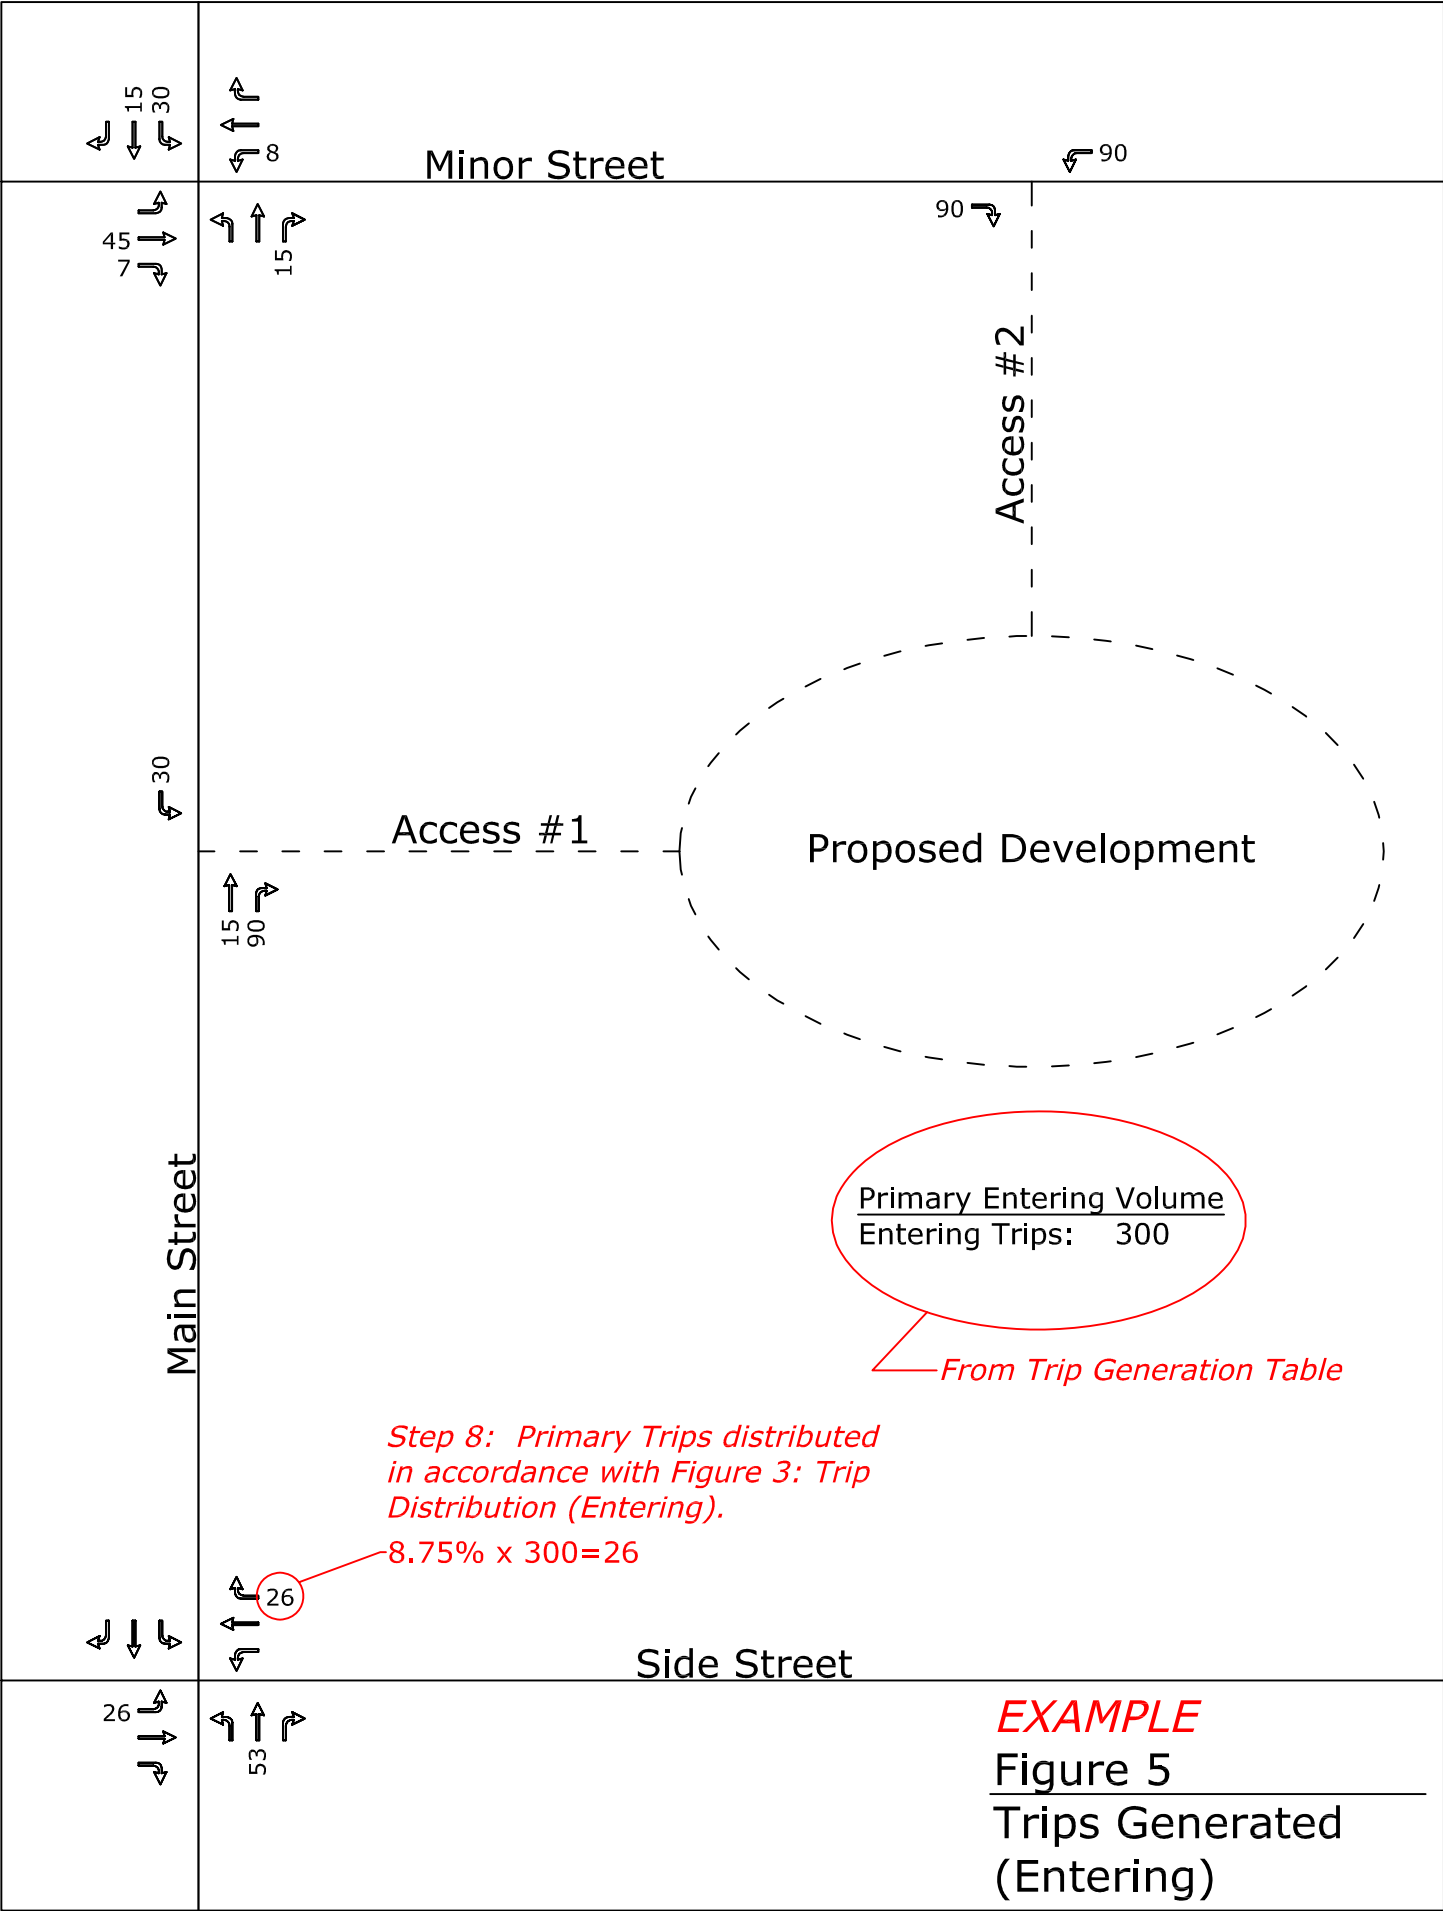 15
30
8
Minor Street
90
45
7
15
90
Access #2
30
Access #1
Proposed Development
15
90
Main Street
Primary Entering Volume
Entering Trips: 300
From Trip Generation Table
Step 8: Primary Trips distributed
in accordance with Figure 3: Trip
Distribution (Entering).
8.75% x 300=26
26
Side Street
26
53
EXAMPLE
Figure 5
Trips Generated
(Entering)